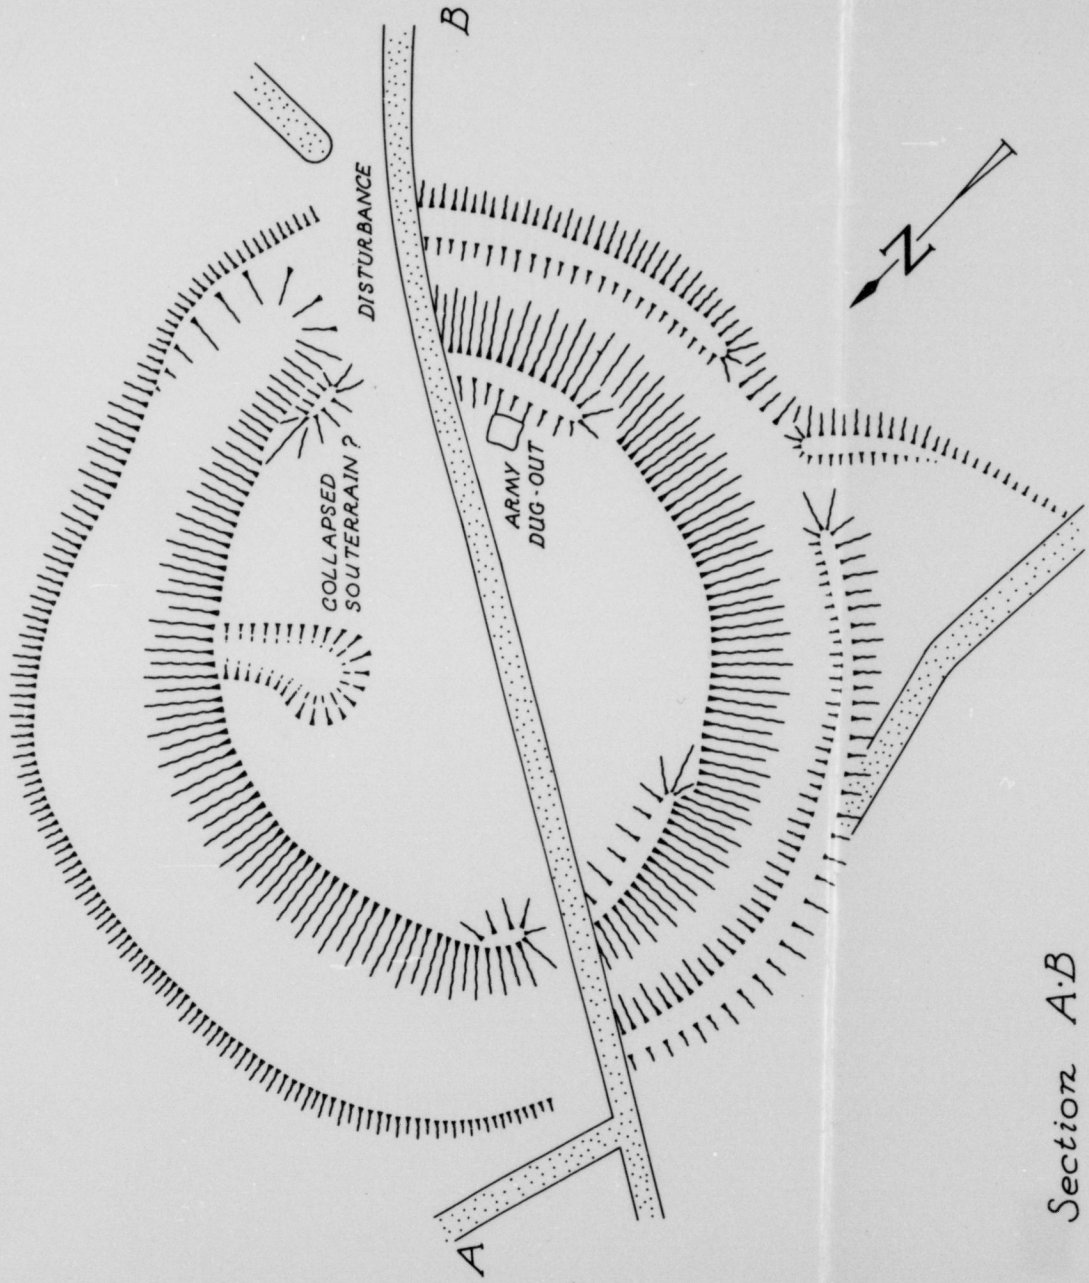 B
DISTURBANCE
N
COLLAPSED
SOUTERRAIN ?
ARMY
DUG-OUT
A
Section A·B